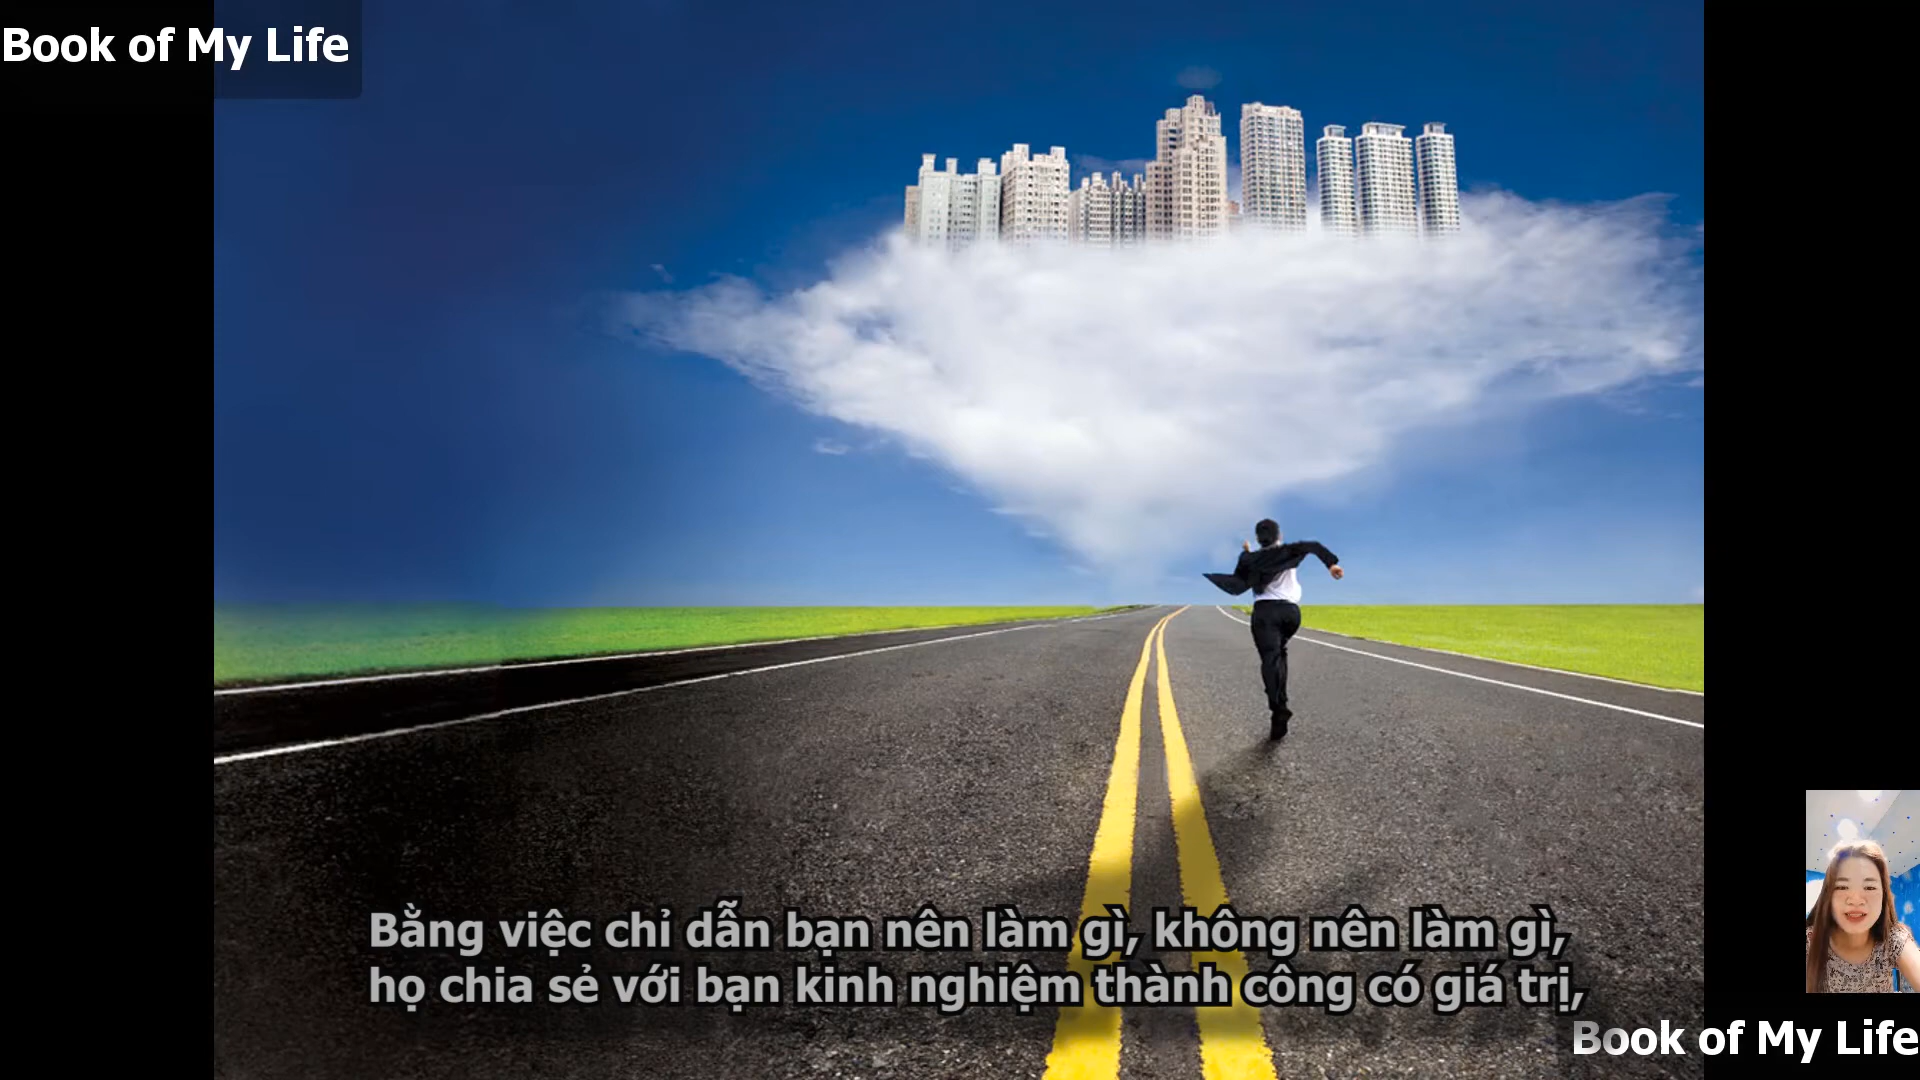 Book of My Life
Bằng việc chỉ dẫn bạn nên làm gì, không nên làm gì,
họ chia sẻ với bạn kinh nghiệm thành công có giá trị,
Book of My Life